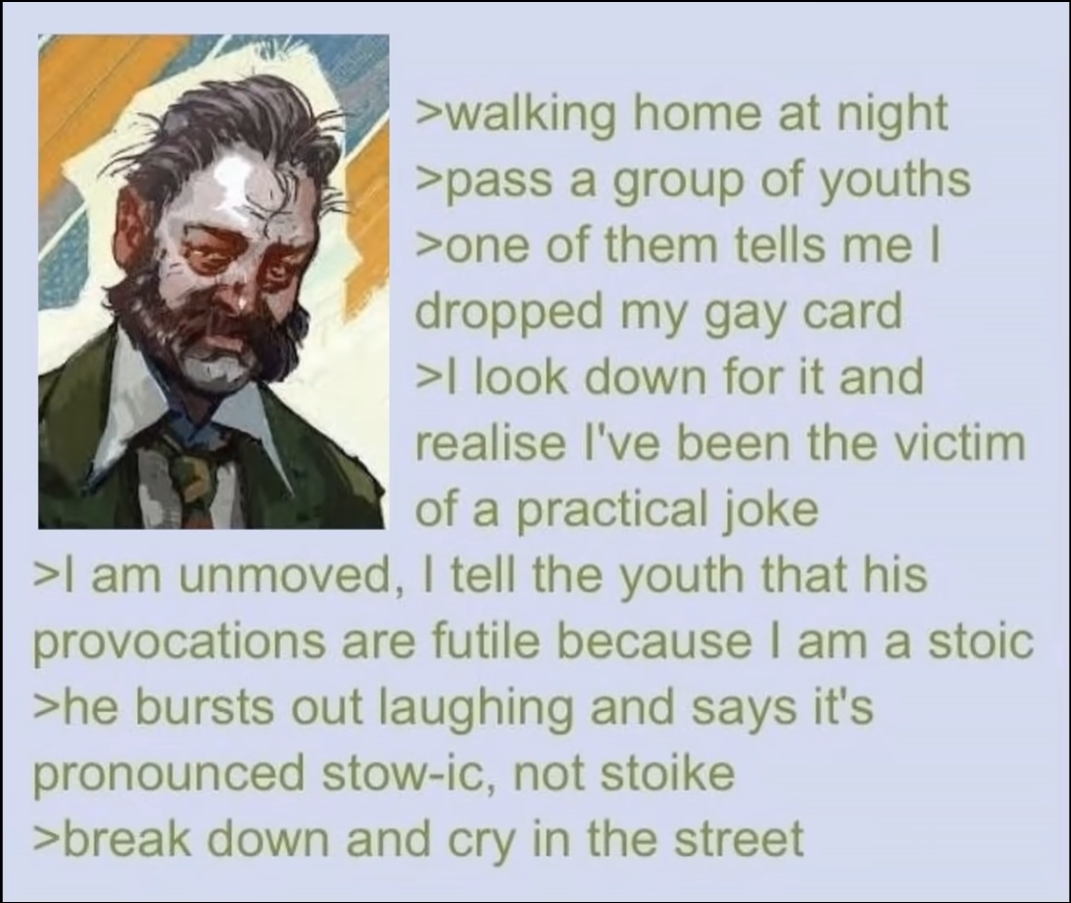 >walking home at night
>pass a group of youths
>one of them tells me I
dropped my gay card
>I look down for it and
realise I've been the victim
of a practical joke
>I am unmoved, I tell the youth that his
provocations are futile because I am a stoic
>he bursts out laughing and says it's
pronounced stow-ic, not stoike
>break down and cry in the street